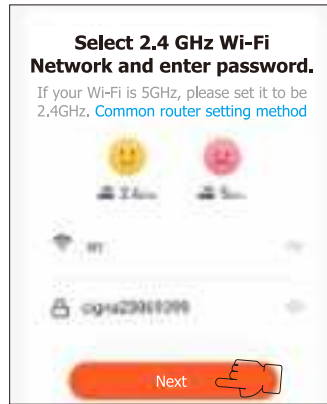 Select 2.4 GHz Wi-Fi
Network and enter password.
If your Wi-Fi is 5GHz, please set it to be
2.4GHz. Common router setting method
Next